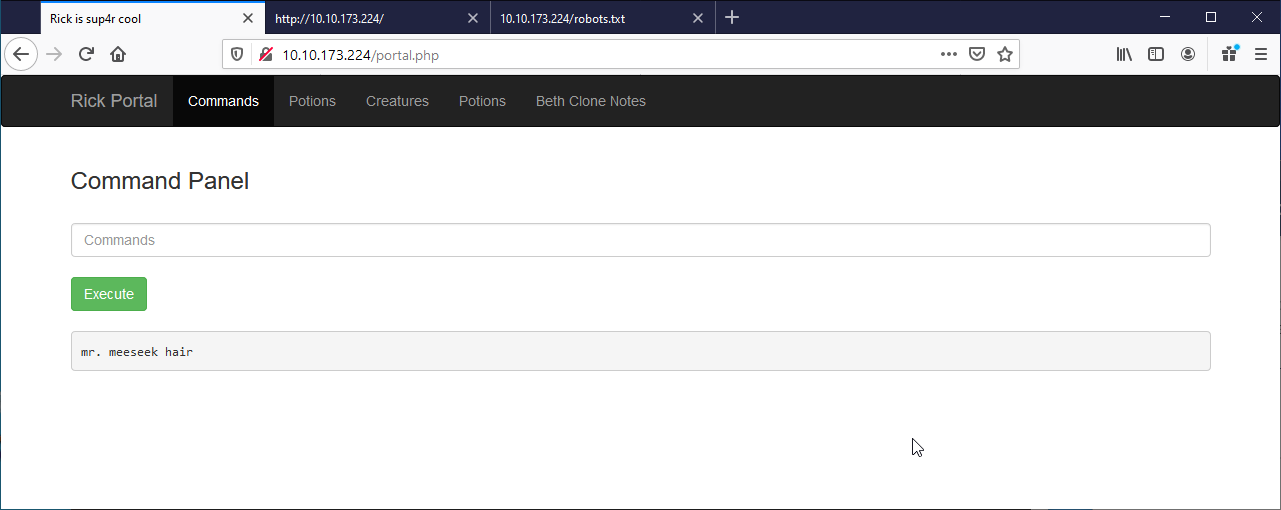 Rick is sup4r cool http://10.10.173.224/ 10.10.173.224/robots.txt
10.10.173.224/portal.php
Rick Portal Commands Potions Creatures Potions Beth Clone Notes
Command Panel
Commands
Execute
mr. meeseek hair